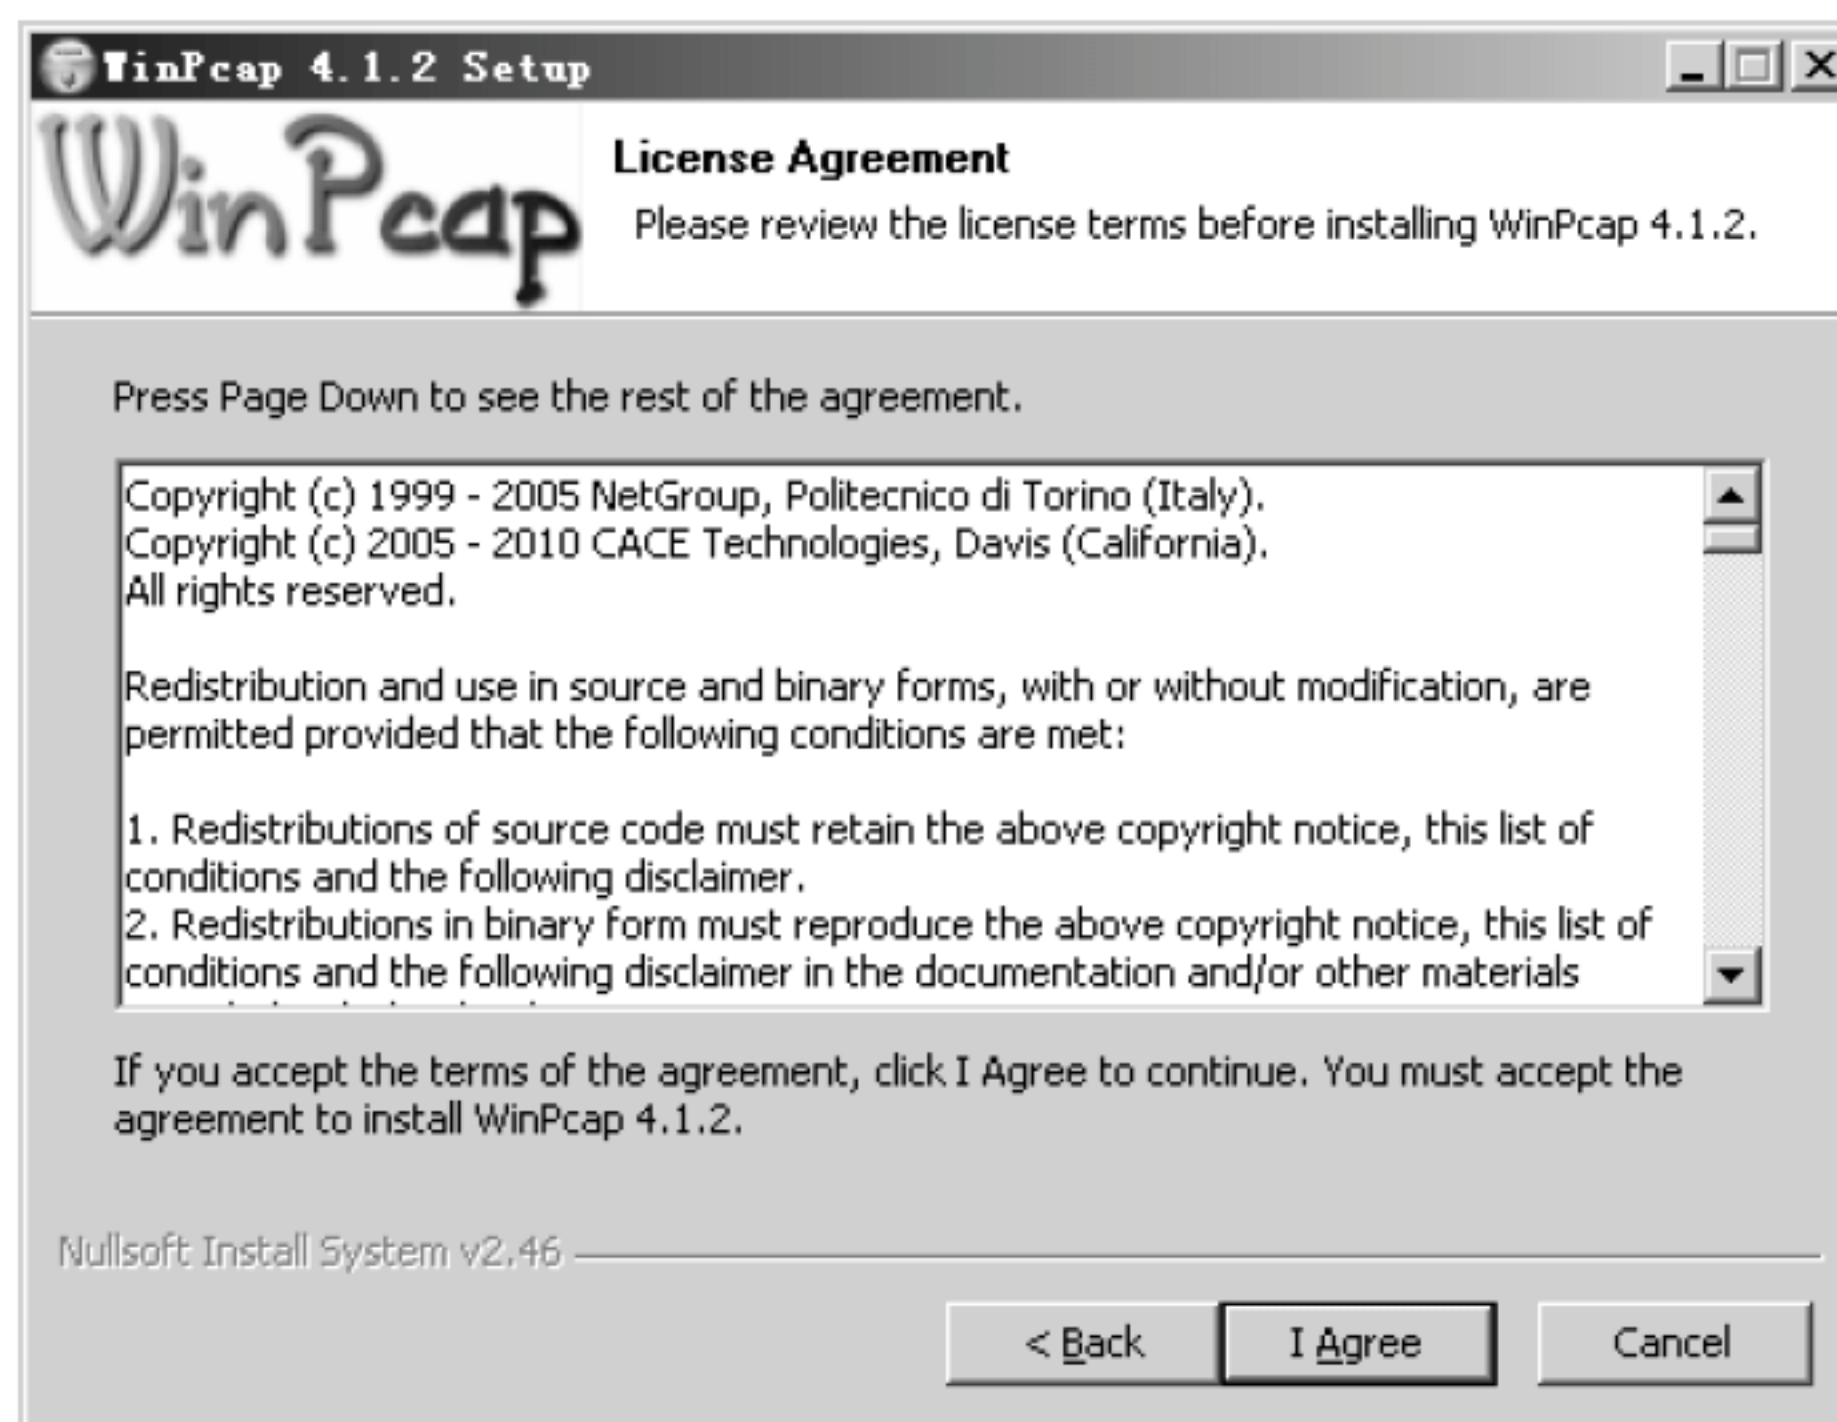 WinPcap 4.1.2 Setup
WinPcap
License Agreement
Please review the license terms before installing WinPcap 4.1.2.
Press Page Down to see the rest of the agreement.
Copyright (c) 1999 - 2005 NetGroup, Politecnico di Torino (Italy).
Copyright (c) 2005 - 2010 CACE Technologies, Davis (California).
All rights reserved.
Redistribution and use in source and binary forms, with or without modification, are
permitted provided that the following conditions are met:
1. Redistributions of source code must retain the above copyright notice, this list of
conditions and the following disclaimer.
2. Redistributions in binary form must reproduce the above copyright notice, this list of
conditions and the following disclaimer in the documentation and/or other materials
If you accept the terms of the agreement, click I Agree to continue. You must accept the
agreement to install WinPcap 4.1.2.
Nullsoft Install System v2.46
< Back
I Agree
Cancel